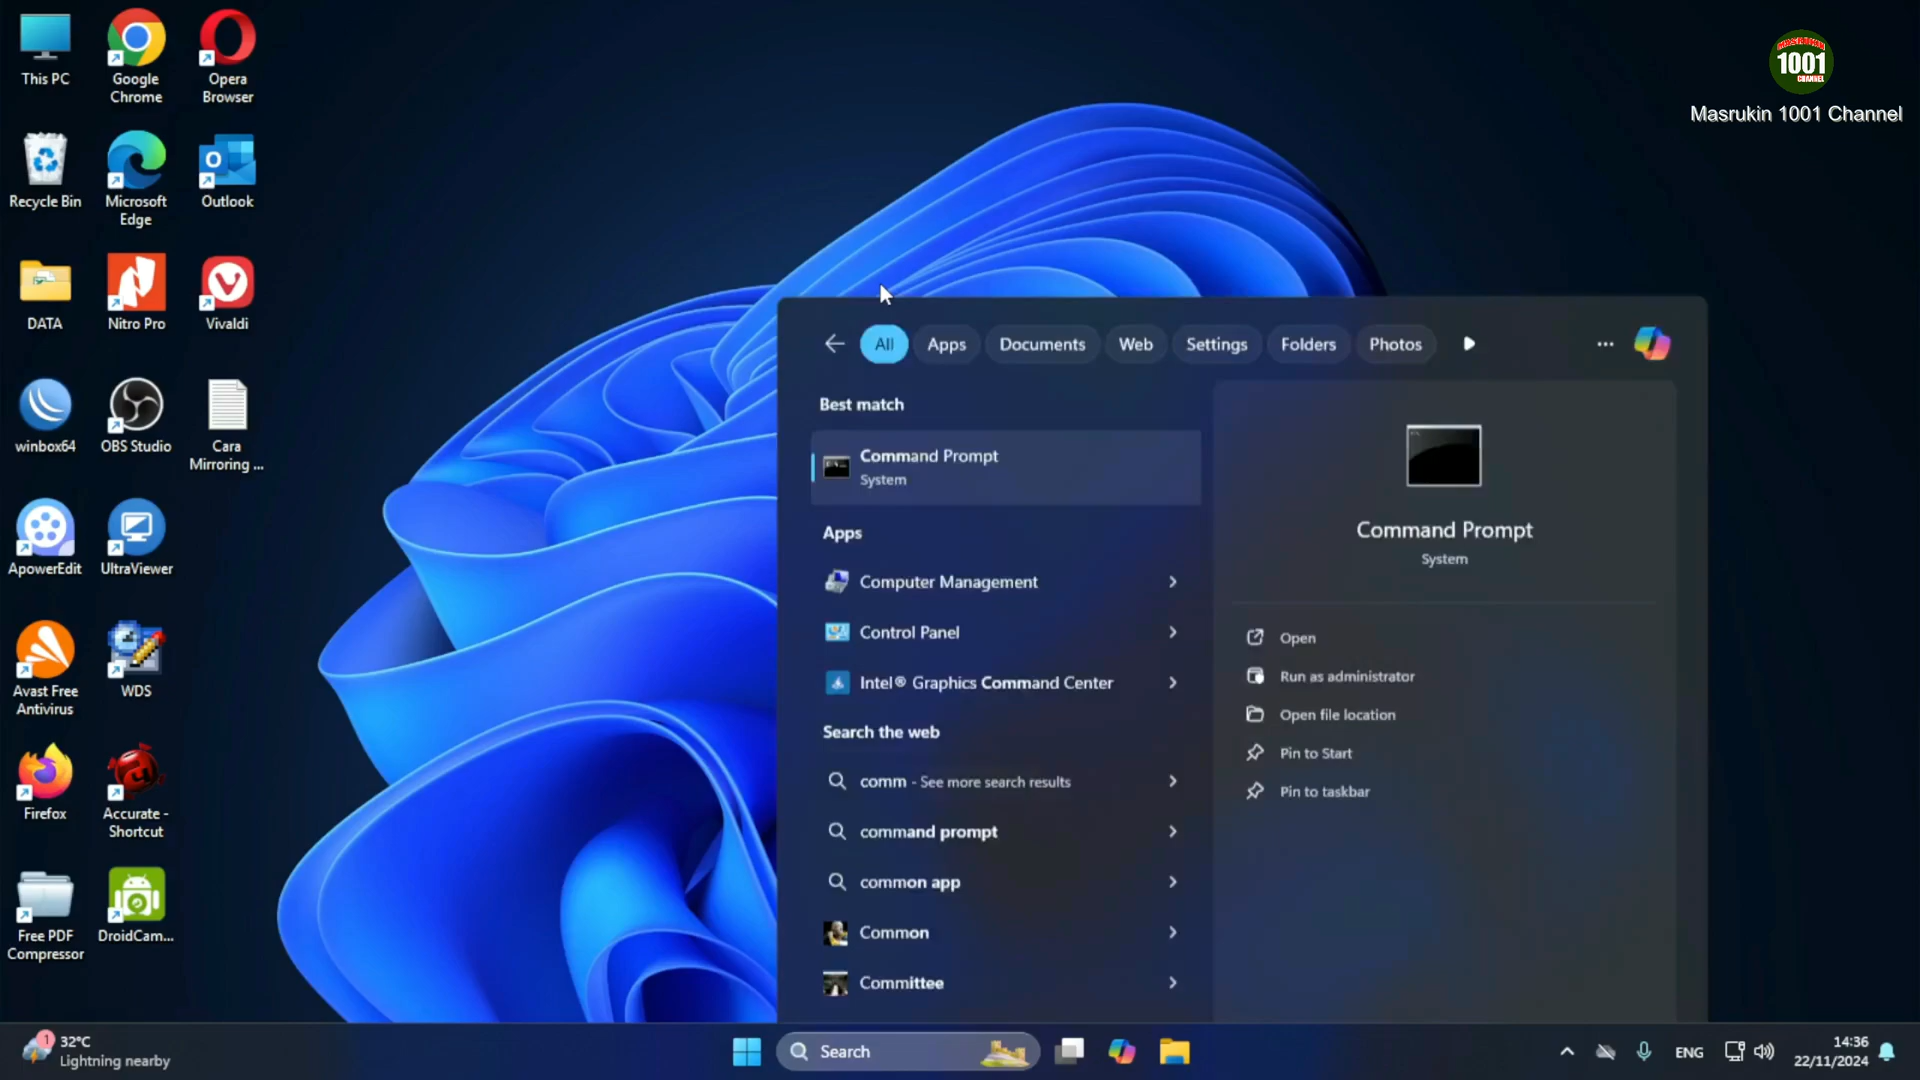 This PC
Google
Chrome
Opera
Browser
Recycle Bin
Microsoft
Edge
Outlook
DATA
Nitro Pro
Vivaldi
winbox64
OBS Studio
Cara
Mirroring ...
ApowerEdit
UltraViewer
Avast Free
Antivirus
WDS
Firefox
Accurate -
Shortcut
Free PDF
Compressor
DroidCam...
MASRUKIN
1001
CHANNEL
Masrukin 1001 Channel
All
Apps
Documents
Web
Settings
Folders
Photos
Best match
Command Prompt
System
Apps
Computer Management
Control Panel
Intel® Graphics Command Center
Search the web
comm - See more search results
command prompt
common app
Common
Committee
Command Prompt
System
Open
Run as administrator
Open file location
Pin to Start
Pin to taskbar
1
32°C
Lightning nearby
Search
ENG
14:36
22/11/2024